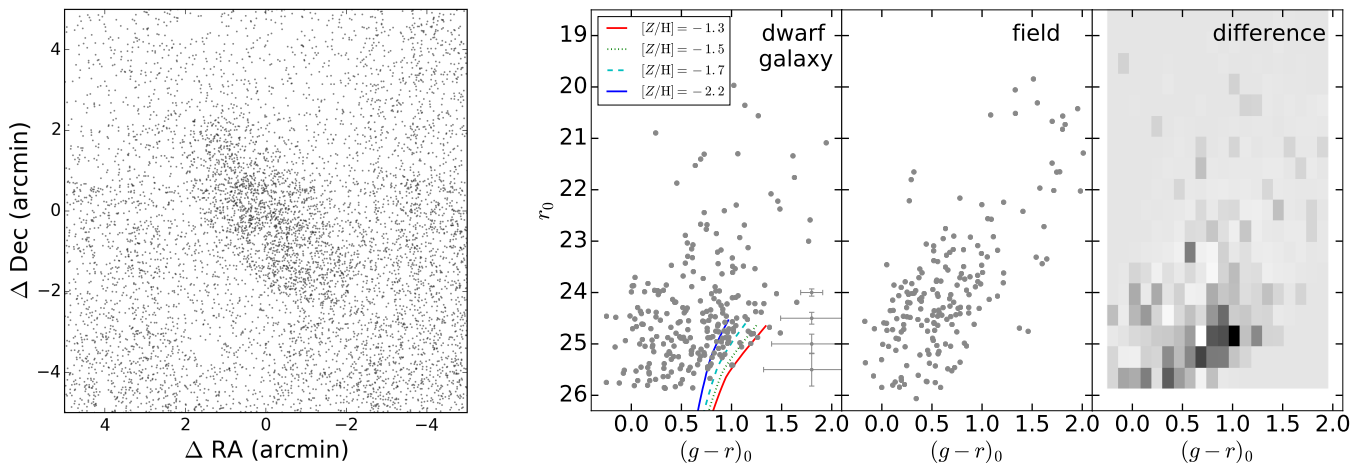 4
2
0
−2
−4
Δ Dec (arcmin)
4
2
0
−2
−4
Δ RA (arcmin)
[Z/H] = −1.3
[Z/H] = −1.5
[Z/H] = −1.7
[Z/H] = −2.2
dwarf
galaxy
field
difference
19
20
21
22
23
24
25
26
r₀
0.0 0.5 1.0 1.5 2.0
(g − r)₀
0.0 0.5 1.0 1.5 2.0
(g − r)₀
0.0 0.5 1.0 1.5 2.0
(g − r)₀